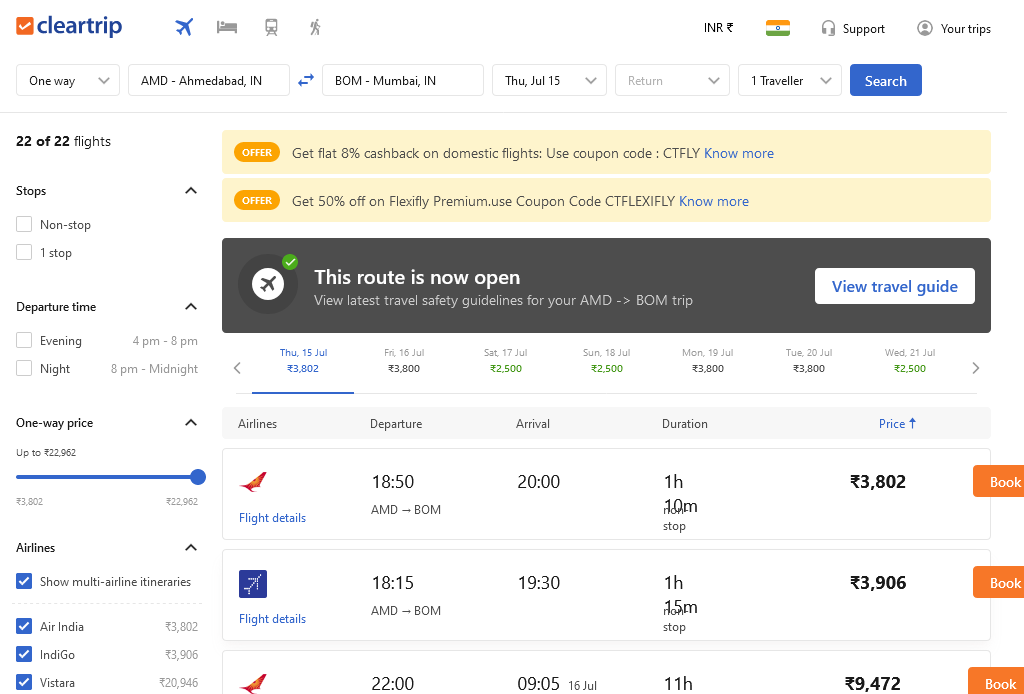 cleartrip
INR ₹
Support
Your trips
One way
AMD - Ahmedabad, IN
BOM - Mumbai, IN
Thu, Jul 15
Return
1 Traveller
Search
22 of 22 flights
Stops
Non-stop
1 stop
Departure time
Evening 4 pm - 8 pm
Night 8 pm - Midnight
One-way price
Up to ₹22,962
₹3,802 ₹22,962
Airlines
Show multi-airline itineraries
Air India ₹3,802
IndiGo ₹3,906
Vistara ₹20,946
OFFER Get flat 8% cashback on domestic flights: Use coupon code : CTFLY Know more
OFFER Get 50% off on Flexifly Premium.use Coupon Code CTFLEXIFLY Know more
This route is now open
View latest travel safety guidelines for your AMD -> BOM trip
View travel guide
Thu, 15 Jul Fri, 16 Jul Sat, 17 Jul Sun, 18 Jul Mon, 19 Jul Tue, 20 Jul Wed, 21 Jul
₹3,802 ₹3,800 ₹2,500 ₹2,500 ₹3,800 ₹3,800 ₹2,500
Airlines Departure Arrival Duration Price ↑
18:50 20:00 1h ₹3,802 Book
10m
AMD → BOM non-
Flight details stop
18:15 19:30 1h ₹3,906 Book
15m
AMD → BOM non-
Flight details stop
22:00 09:05 16 Jul 11h ₹9,472 Book